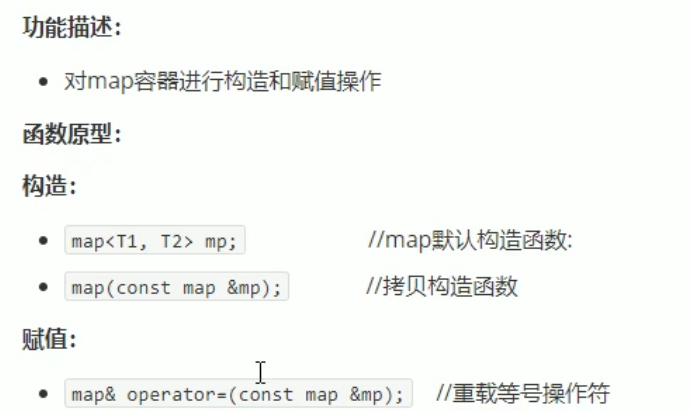 功能描述：
对map容器进行构造和赋值操作
函数原型：
构造：
map<T1, T2> mp; //map默认构造函数:
map(const map &mp); //拷贝构造函数
赋值：
map& operator=(const map &mp); //重载等号操作符